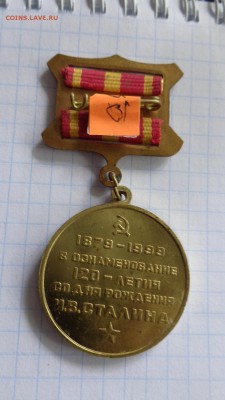 COINS.LAVE.RU
1879-1999
В ОЗНАМЕНОВАНИЕ
120-ЛЕТИЯ
СО ДНЯ РОЖДЕНИЯ
И.В.СТАЛИНА